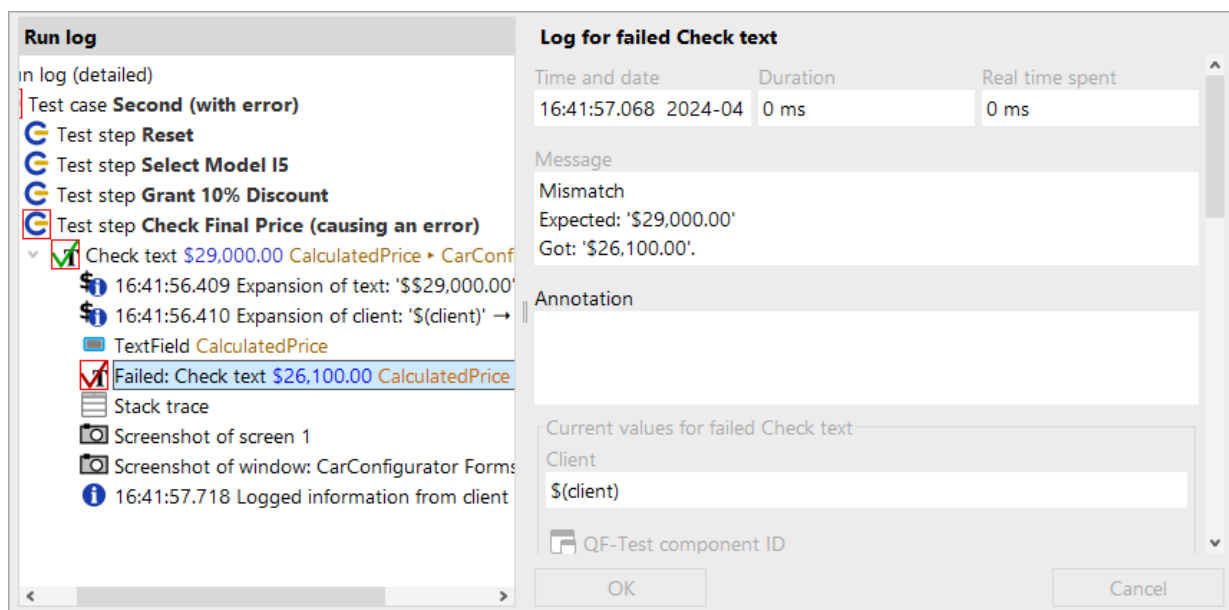 Run log
n log (detailed)
Test case Second (with error)
Test step Reset
Test step Select Model I5
Test step Grant 10% Discount
Test step Check Final Price (causing an error)
Check text $29,000.00 CalculatedPrice ▸ CarConf
16:41:56.409 Expansion of text: '$$29,000.00'
16:41:56.410 Expansion of client: '$(client)' →
TextField CalculatedPrice
Failed: Check text $26,100.00 CalculatedPrice
Stack trace
Screenshot of screen 1
Screenshot of window: CarConfigurator Forms
16:41:57.718 Logged information from client
Log for failed Check text
Time and date Duration Real time spent
16:41:57.068 2024-04 0 ms 0 ms
Message
Mismatch
Expected: '$29,000.00'
Got: '$26,100.00'.
Annotation
Current values for failed Check text
Client
$(client)
QF-Test component ID
OK Cancel